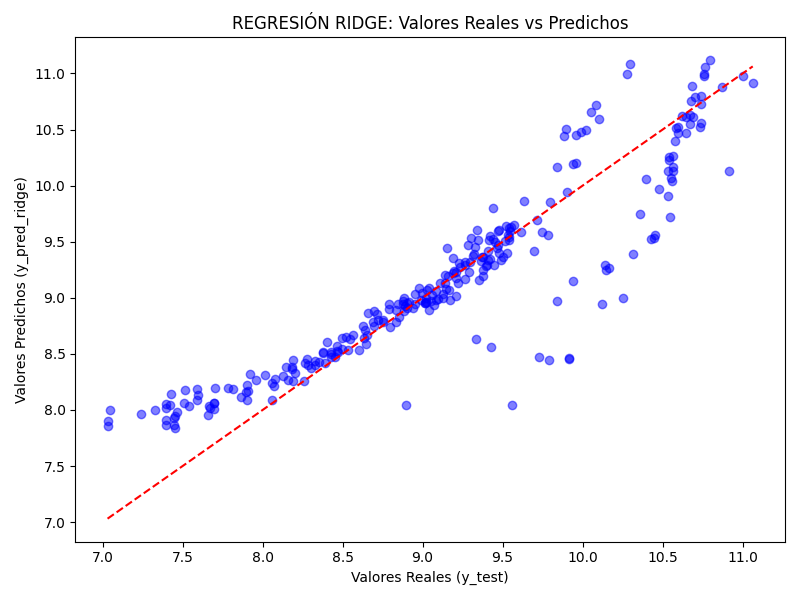 REGRESIÓN RIDGE: Valores Reales vs Predichos
Valores Predichos (y_pred_ridge)
11.0
10.5
10.0
9.5
9.0
8.5
8.0
7.5
7.0
7.0 7.5 8.0 8.5 9.0 9.5 10.0 10.5 11.0
Valores Reales (y_test)